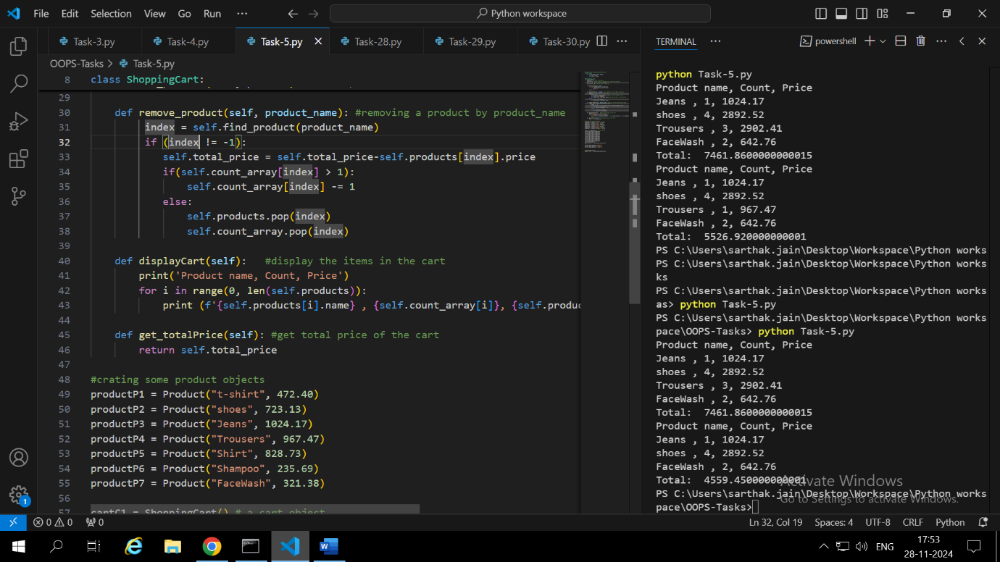 File Edit Selection View Go Run ··· Python workspace
Task-3.py Task-4.py Task-5.py Task-28.py Task-29.py Task-30.py
OOPS-Tasks > Task-5.py
8 class ShoppingCart:
29
30 def remove_product(self, product_name): #removing a product by product_name
31 index = self.find_product(product_name)
32 if (index != -1):
33 self.total_price = self.total_price-self.products[index].price
34 if(self.count_array[index] > 1):
35 self.count_array[index] -= 1
36 else:
37 self.products.pop(index)
38 self.count_array.pop(index)
39
40 def displayCart(self): #display the items in the cart
41 print('Product name, Count, Price')
42 for i in range(0, len(self.products)):
43 print (f'{self.products[i].name} , {self.count_array[i]}, {self.produc
44
45 def get_totalPrice(self): #get total price of the cart
46 return self.total_price
47
48 #crating some product objects
49 productP1 = Product("t-shirt", 472.40)
50 productP2 = Product("shoes", 723.13)
51 productP3 = Product("Jeans", 1024.17)
52 productP4 = Product("Trousers", 967.47)
53 productP5 = Product("Shirt", 828.73)
54 productP6 = Product("Shampoo", 235.69)
55 productP7 = Product("FaceWash", 321.38)
56
57 cartC1 = ShoppingCart() # a cart object
TERMINAL ··· powershell
python Task-5.py
Product name, Count, Price
Jeans , 1, 1024.17
shoes , 4, 2892.52
Trousers , 3, 2902.41
FaceWash , 2, 642.76
Total:  7461.8600000000015
Product name, Count, Price
Jeans , 1, 1024.17
shoes , 4, 2892.52
Trousers , 1, 967.47
FaceWash , 2, 642.76
Total:  5526.920000000001
PS C:\Users\sarthak.jain\Desktop\Workspace\Python works
PS C:\Users\sarthak.jain\Desktop\Workspace\Python works
ks
PS C:\Users\sarthak.jain\Desktop\Workspace\Python works
as> python Task-5.py
PS C:\Users\sarthak.jain\Desktop\Workspace\Python works
pace\OOPS-Tasks> python Task-5.py
Product name, Count, Price
Jeans , 1, 1024.17
shoes , 4, 2892.52
Trousers , 3, 2902.41
FaceWash , 2, 642.76
Total:  7461.8600000000015
Product name, Count, Price
Jeans , 1, 1024.17
shoes , 4, 2892.52
FaceWash , 2, 642.76
Total:  4559.450000000001
PS C:\Users\sarthak.jain\Desktop\Workspace\Python works
pace\OOPS-Tasks>
Activate Windows
Go to Settings to activate Windows.
1
0 0 0 Ln 32, Col 19 Spaces: 4 UTF-8 CRLF Python
ENG 17:53
28-11-2024